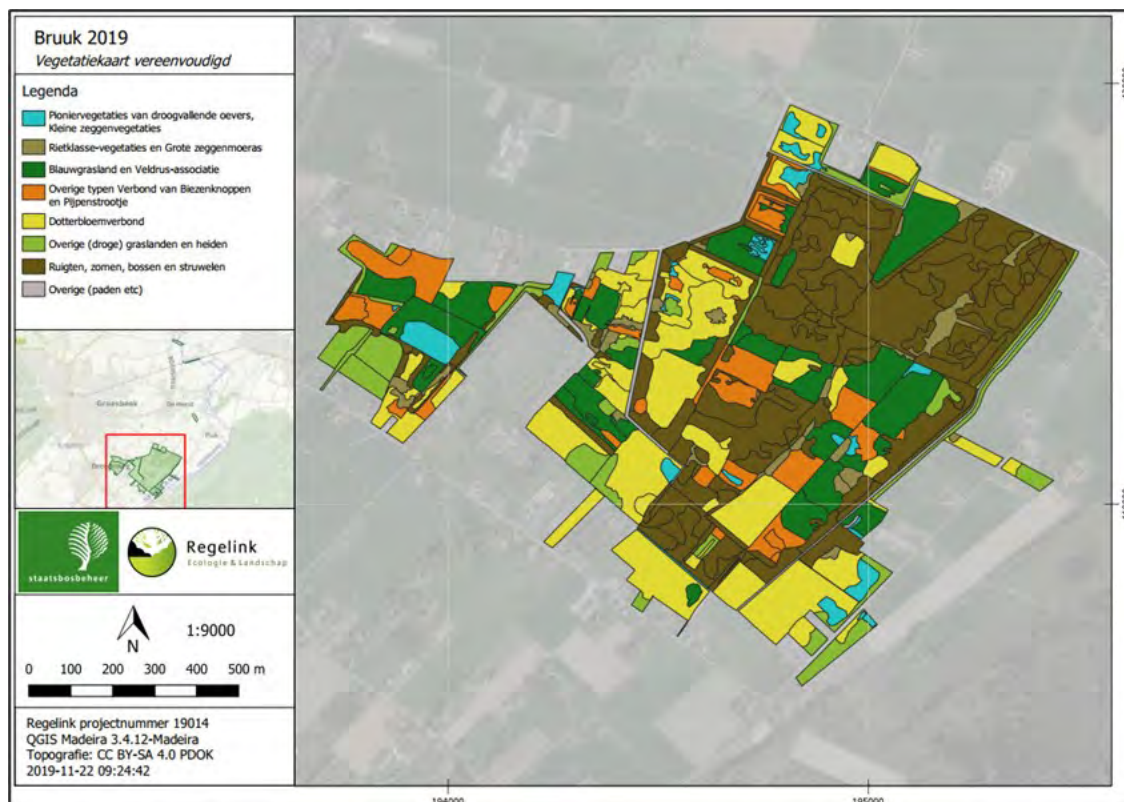 Bruuk 2019
Vegetatiekaart vereenvoudigd
Legenda
Pioniervegetaties van droogvallende oevers,
Kleine zeggenvegetaties
Rietklasse-vegetaties en Grote zeggenmoeras
Blauwgrasland en Veldrus-associatie
Overige typen Verbond van Biezenknoppen
en Pijpenstrootje
Dotterbloemverbond
Overige (droge) graslanden en heiden
Ruigten, zomen, bossen en struwelen
Overige (paden etc)
Groesbeek
staatsbosbeheer
Regelink
Ecologie & Landschap
N
1:9000
0 100 200 300 400 500 m
Regelink projectnummer 19014
QGIS Madeira 3.4.12-Madeira
Topografie: CC BY-SA 4.0 PDOK
2019-11-22 09:24:42
194000
195000